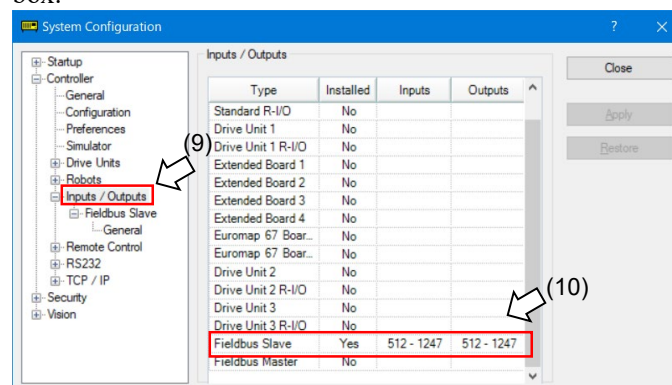 box.
System Configuration
Startup
Controller
General
Configuration
Preferences
Simulator
Drive Units
Robots
Inputs / Outputs
Fieldbus Slave
General
Remote Control
RS232
TCP / IP
Security
Vision
(9)
Inputs / Outputs
Type Installed Inputs Outputs
Standard R-I/O No
Drive Unit 1 No
Drive Unit 1 R-I/O No
Extended Board 1 No
Extended Board 2 No
Extended Board 3 No
Extended Board 4 No
Euromap 67 Boar... No
Euromap 67 Boar... No
Drive Unit 2 No
Drive Unit 2 R-I/O No
Drive Unit 3 No
Drive Unit 3 R-I/O No
Fieldbus Slave Yes 512 - 1247 512 - 1247
Fieldbus Master No
(10)
Close
Apply
Restore